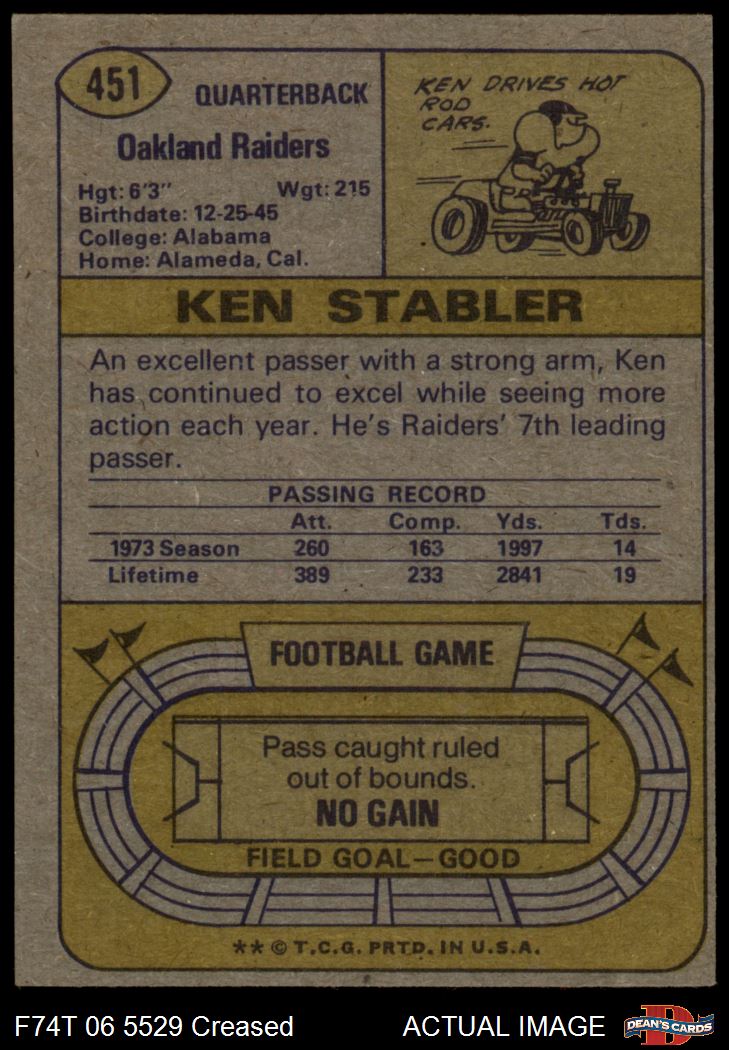 451
QUARTERBACK
Oakland Raiders
Hgt: 6'3" Wgt: 215
Birthdate: 12-25-45
College: Alabama
Home: Alameda, Cal.
KEN DRIVES HOT
ROD
CARS.
KEN STABLER
An excellent passer with a strong arm, Ken
has continued to excel while seeing more
action each year. He's Raiders' 7th leading
passer.
PASSING RECORD
Att. Comp. Yds. Tds.
1973 Season 260 163 1997 14
Lifetime 389 233 2841 19
FOOTBALL GAME
Pass caught ruled
out of bounds.
NO GAIN
FIELD GOAL—GOOD
** © T.C.G. PRTD. IN U.S.A.
F74T 06 5529 Creased ACTUAL IMAGE
D
DEAN'S CARDS